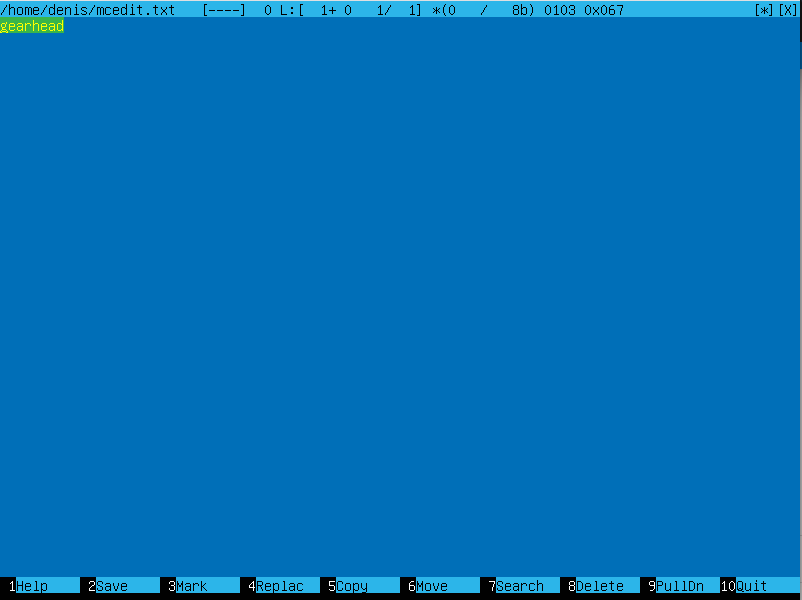 /home/denis/mcedit.txt   [----]  0 L:[  1+ 0   1/  1] *(0   /   8b) 0103 0x067                [*][X]
gearhead
1Help 2Save 3Mark 4Replac 5Copy 6Move 7Search 8Delete 9PullDn 10Quit